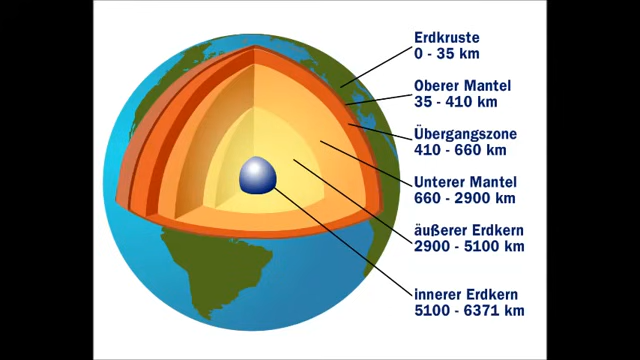 Erdkruste
0 - 35 km
Oberer Mantel
35 - 410 km
Übergangszone
410 - 660 km
Unterer Mantel
660 - 2900 km
äußerer Erdkern
2900 - 5100 km
innerer Erdkern
5100 - 6371 km